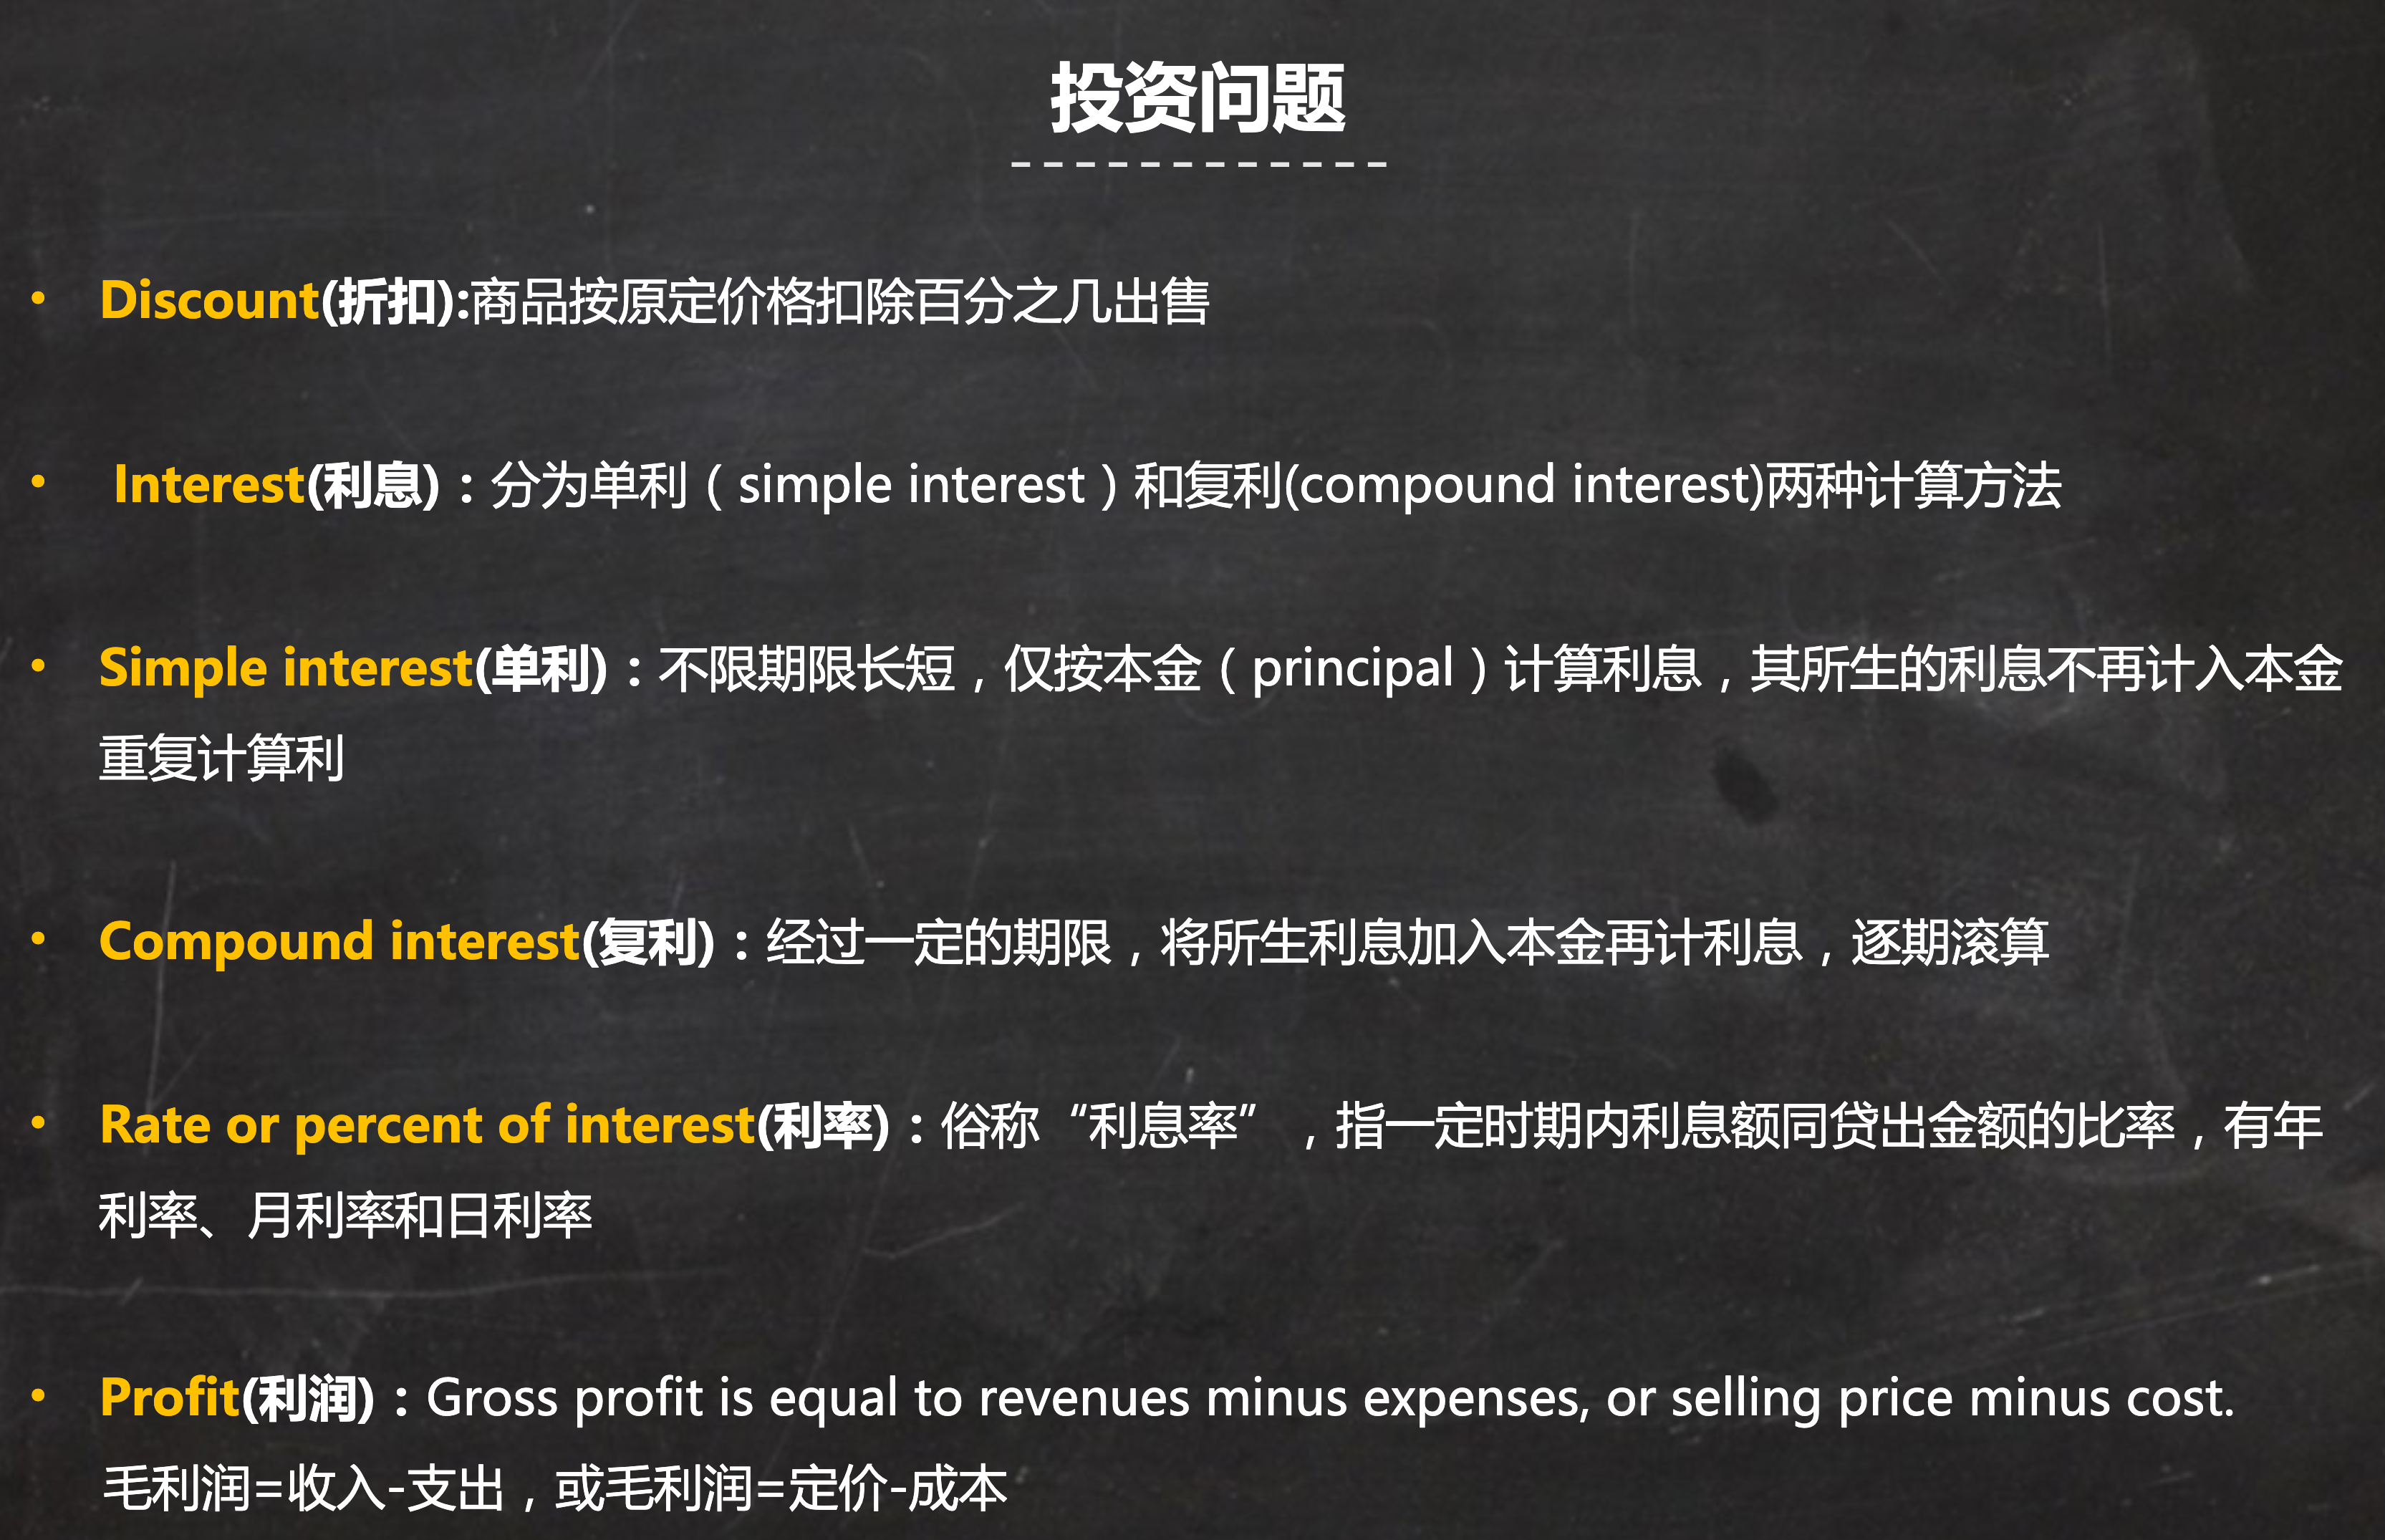 投资问题
• Discount(折扣):商品按原定价格扣除百分之几出售
• Interest(利息)：分为单利（simple interest）和复利(compound interest)两种计算方法
• Simple interest(单利)：不限期限长短，仅按本金（principal）计算利息，其所生的利息不再计入本金
重复计算利
• Compound interest(复利)：经过一定的期限，将所生利息加入本金再计利息，逐期滚算
• Rate or percent of interest(利率)：俗称“利息率”，指一定时期内利息额同贷出金额的比率，有年
利率、月利率和日利率
• Profit(利润)：Gross profit is equal to revenues minus expenses, or selling price minus cost.
毛利润=收入-支出，或毛利润=定价-成本